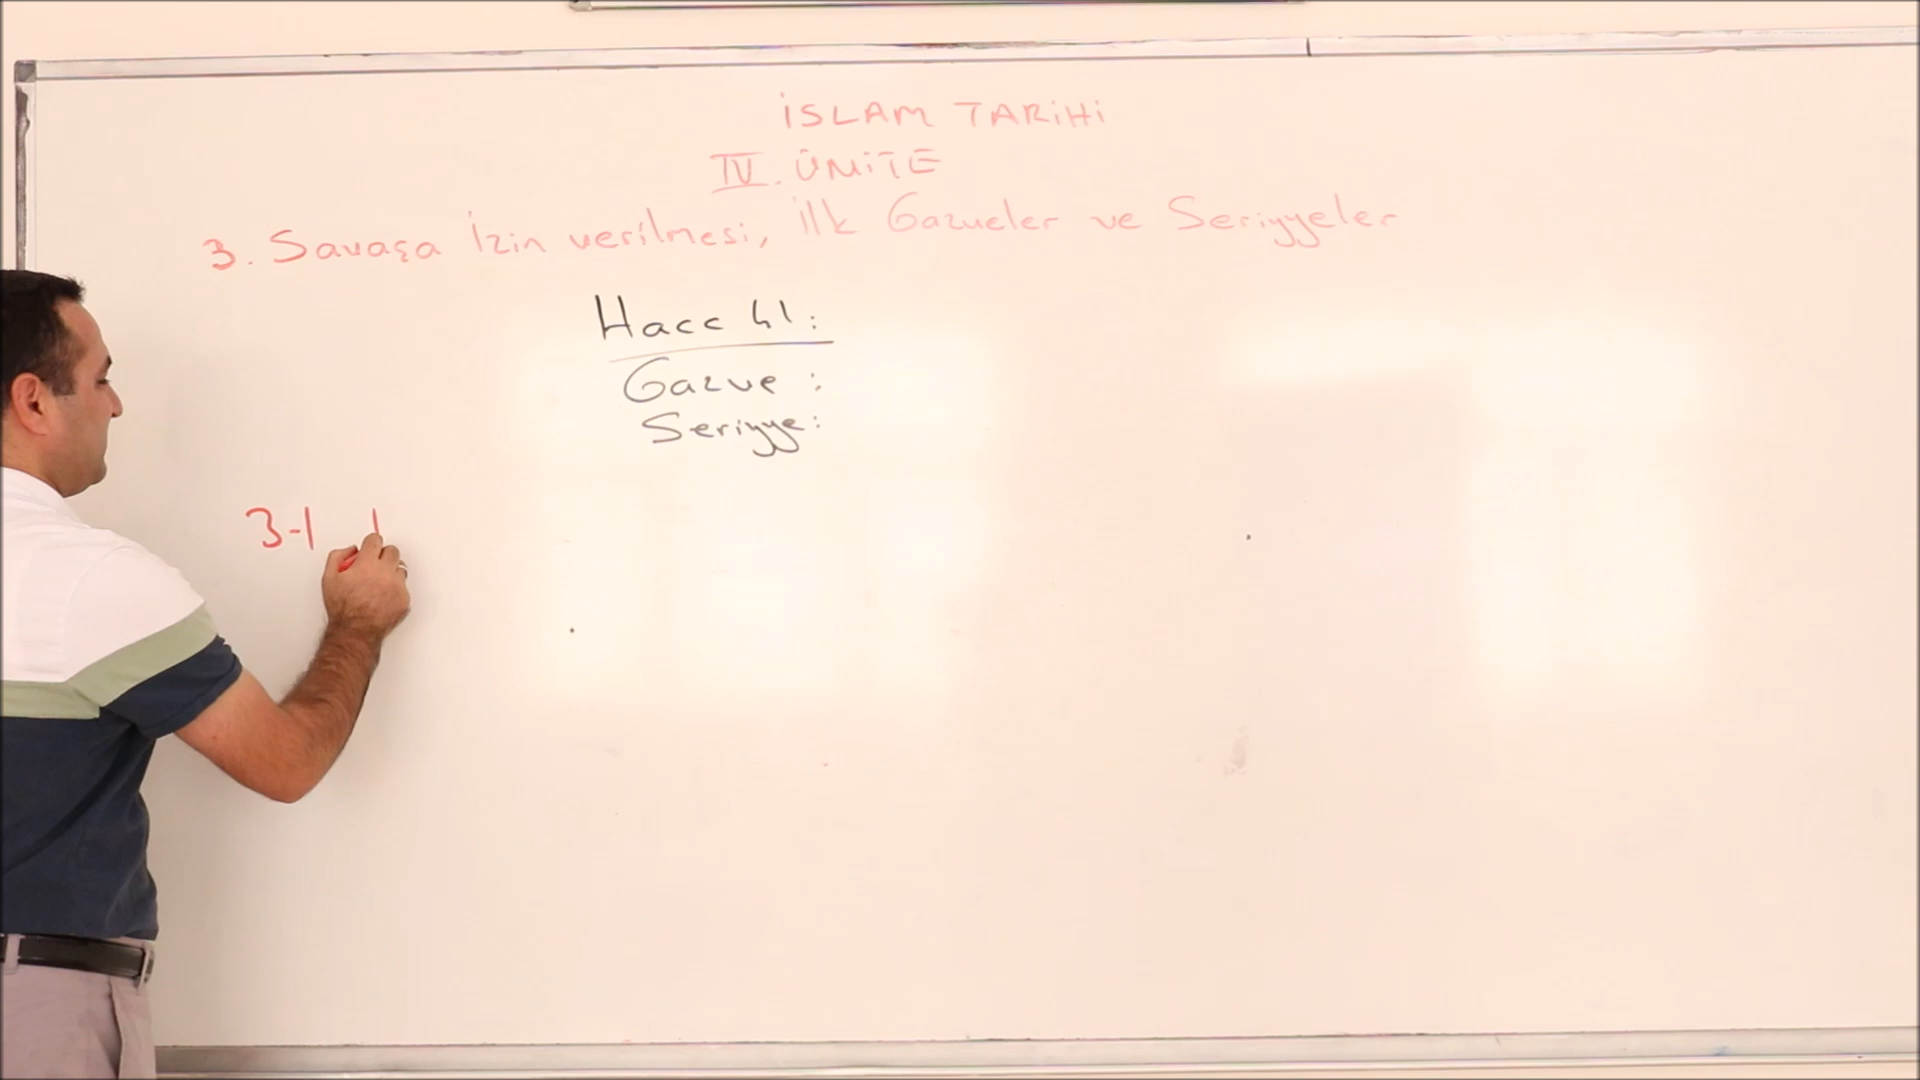 İSLAM TARİHİ
IV. ÜNİTE
3. Savaşa İzin verilmesi, İlk Gazveler ve Seriyyeler
Hacc 41:
Gazve :
Seriyye:
3-1